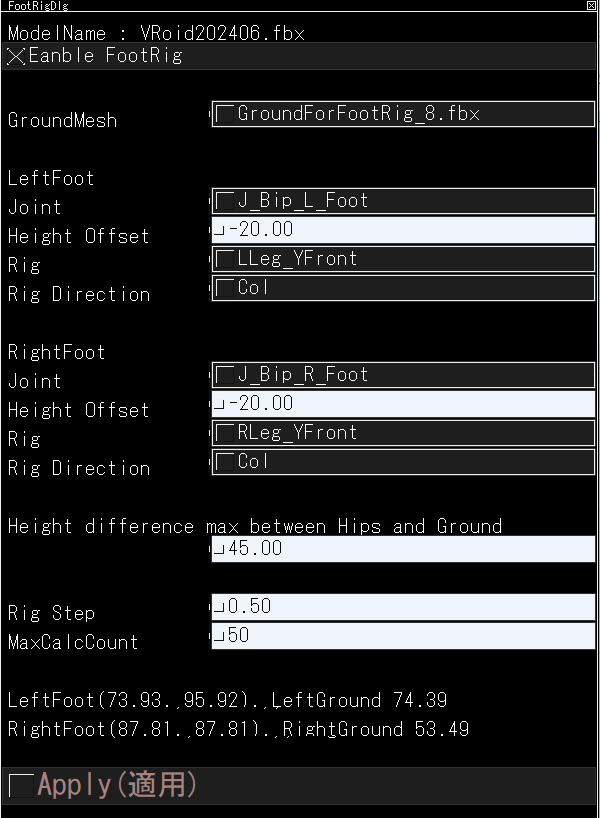 FootRigDlg
ModelName : VRoid202406.fbx
Eanble FootRig
GroundMesh GroundForFootRig_8.fbx
LeftFoot
Joint J_Bip_L_Foot
Height Offset -20.00
Rig LLeg_YFront
Rig Direction Col
RightFoot
Joint J_Bip_R_Foot
Height Offset -20.00
Rig RLeg_YFront
Rig Direction Col
Height difference max between Hips and Ground
45.00
Rig Step 0.50
MaxCalcCount 50
LeftFoot(73.93.,95.92).,LeftGround 74.39
RightFoot(87.81.,87.81).,RightGround 53.49
Apply(適用)